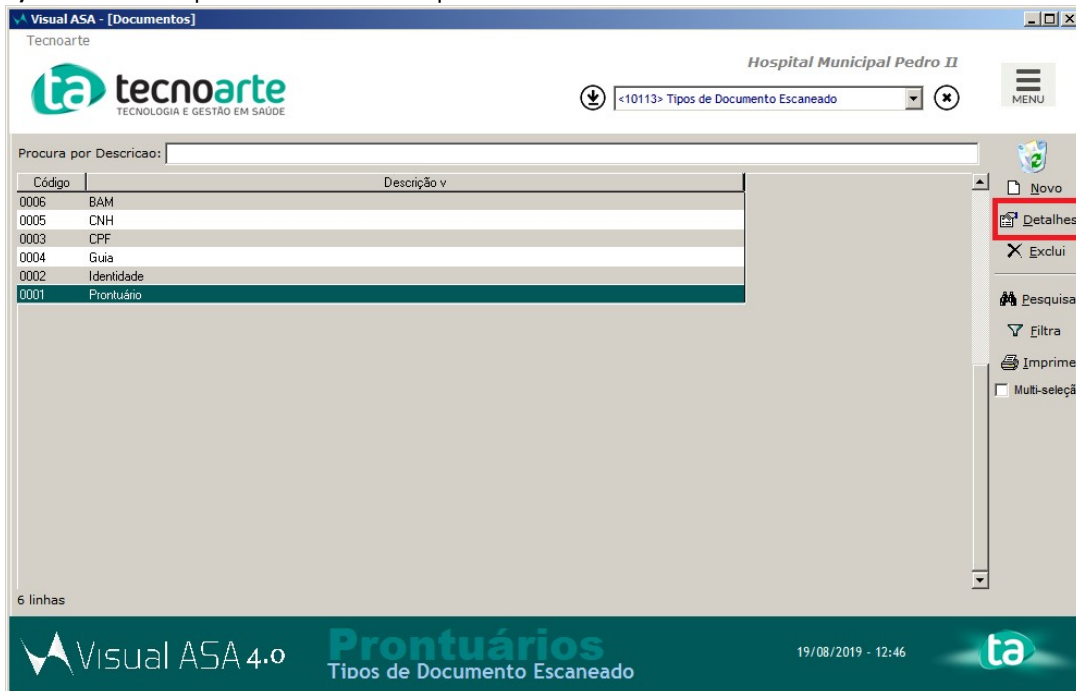 Visual ASA - [Documentos]
Tecnoarte
Hospital Municipal Pedro II
ta tecnoarte
TECNOLOGIA E GESTÃO EM SAÚDE
<10113> Tipos de Documento Escaneado
MENU
Procura por Descricao:
Código Descrição v
0006 BAM
0005 CNH
0003 CPF
0004 Guia
0002 Identidade
0001 Prontuário
Novo
Detalhes
Exclui
Pesquisa
Filtra
Imprime
Multi-seleçã
6 linhas
Visual ASA 4.0
Prontuários
Tipos de Documento Escaneado
19/08/2019 - 12:46
ta